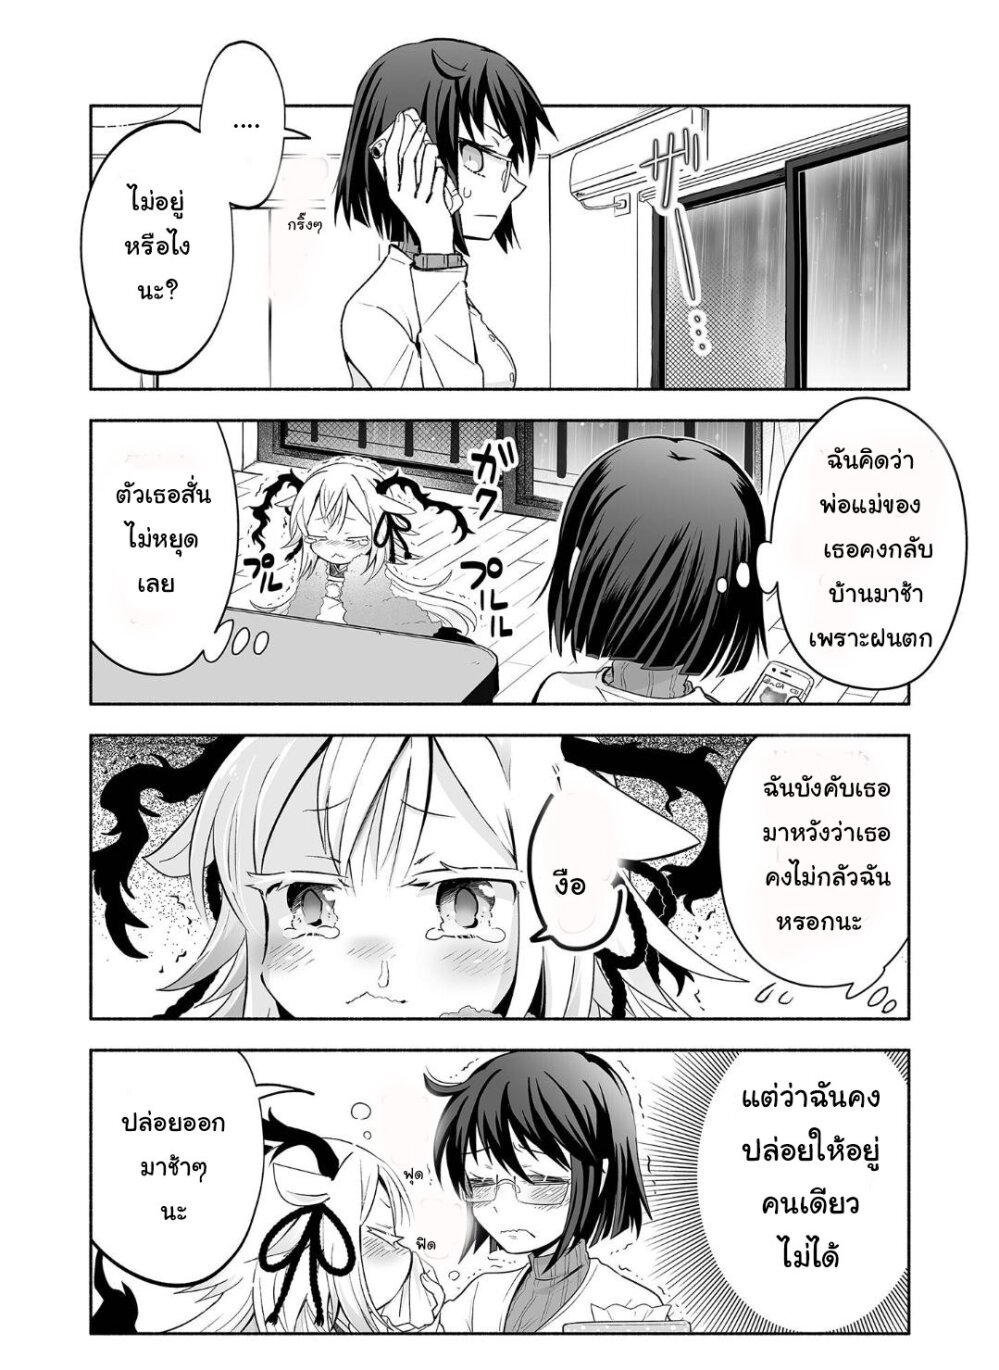 ....
ไม่อยู่
หรือไง
นะ?
กริ๊งๆ
ザー
ฉันคิดว่า
พ่อแม่ของ
เธอคงกลับ
บ้านมาช้า
เพราะฝนตก
ガク
プルル
プルル
ตัวเธอสั่น
ไม่หยุด
เลย
ฉันบังคับเธอ
มาหวังว่าเธอ
คงไม่กลัวฉัน
หรอกนะ
งือ
แต่ว่าฉันคง
ปล่อยให้อยู่
คนเดียว
ไม่ได้
ฟุด
ฟิด
ปล่อยออก
มาช้าๆ
นะ